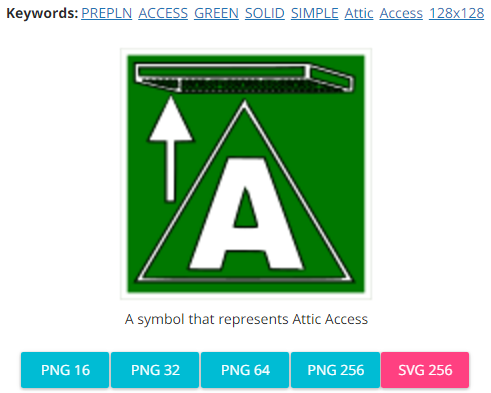 Keywords: PREPLN ACCESS GREEN SOLID SIMPLE Attic Access 128x128
A
A symbol that represents Attic Access
PNG 16 PNG 32 PNG 64 PNG 256 SVG 256